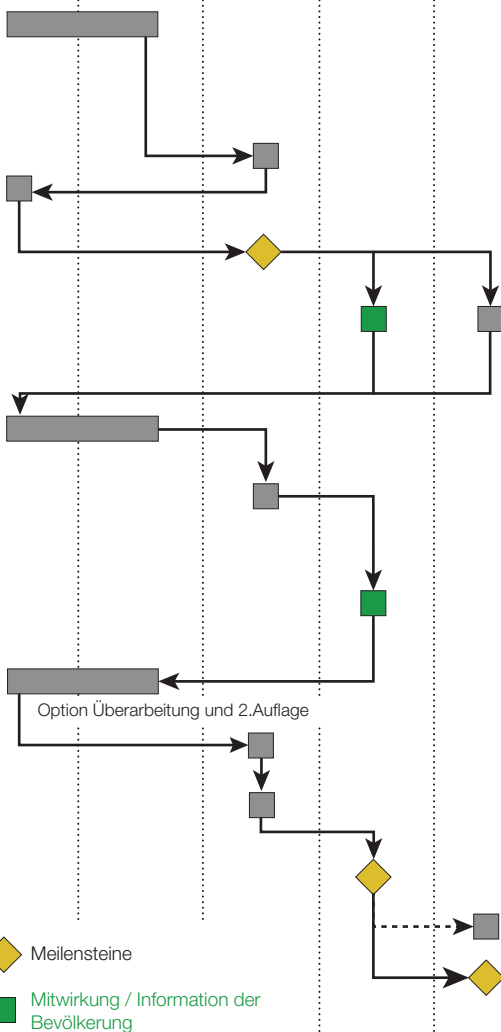 Option Überarbeitung und 2.Auflage
Meilensteine
Mitwirkung / Information der
Bevölkerung